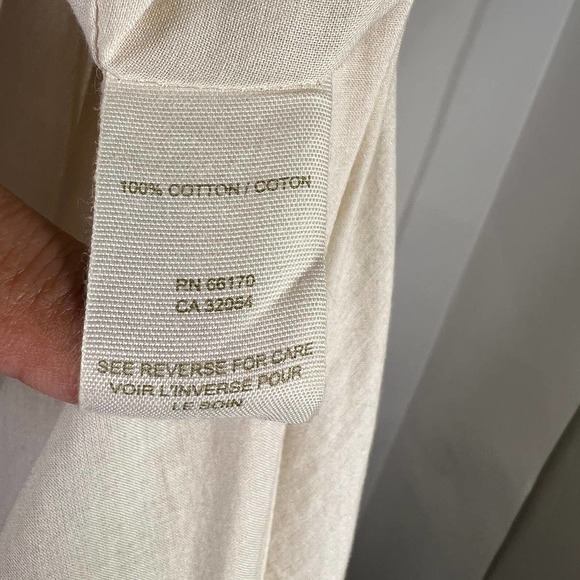 100% COTTON / COTON
RN 66170
CA 32054
SEE REVERSE FOR CARE
VOIR L'INVERSE POUR
LE SOIN